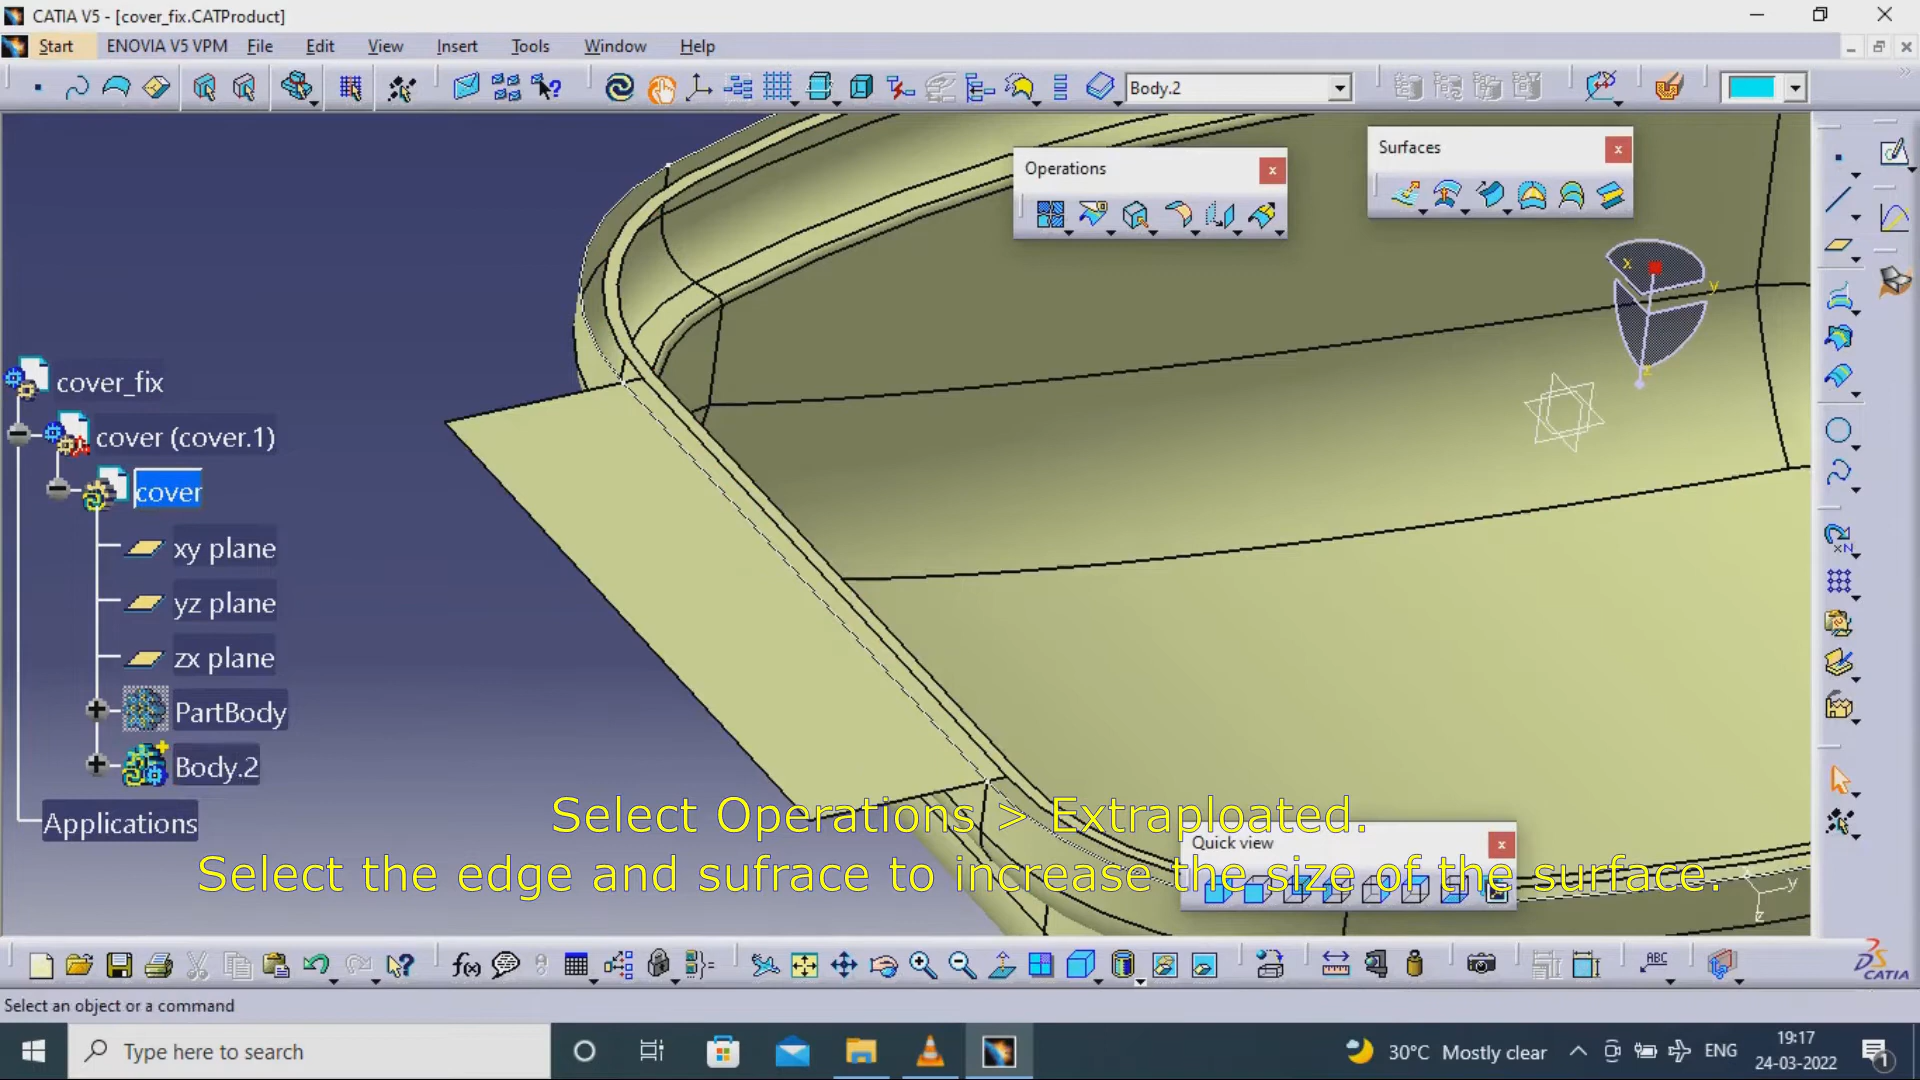 CATIA V5 - [cover_fix.CATProduct]
Start
ENOVIA V5 VPM
File
Edit
View
Insert
Tools
Window
Help
Body.2
Operations
Surfaces
x
y
z
cover_fix
cover (cover.1)
cover
xy plane
yz plane
zx plane
PartBody
Body.2
Applications
Select Operations > Extraploated.
Quick view
Select the edge and sufrace to increase the size of the surface.
y
z
f(x)
ABC
CATIA
Select an object or a command
Type here to search
30°C Mostly clear
ENG
19:17
24-03-2022
1